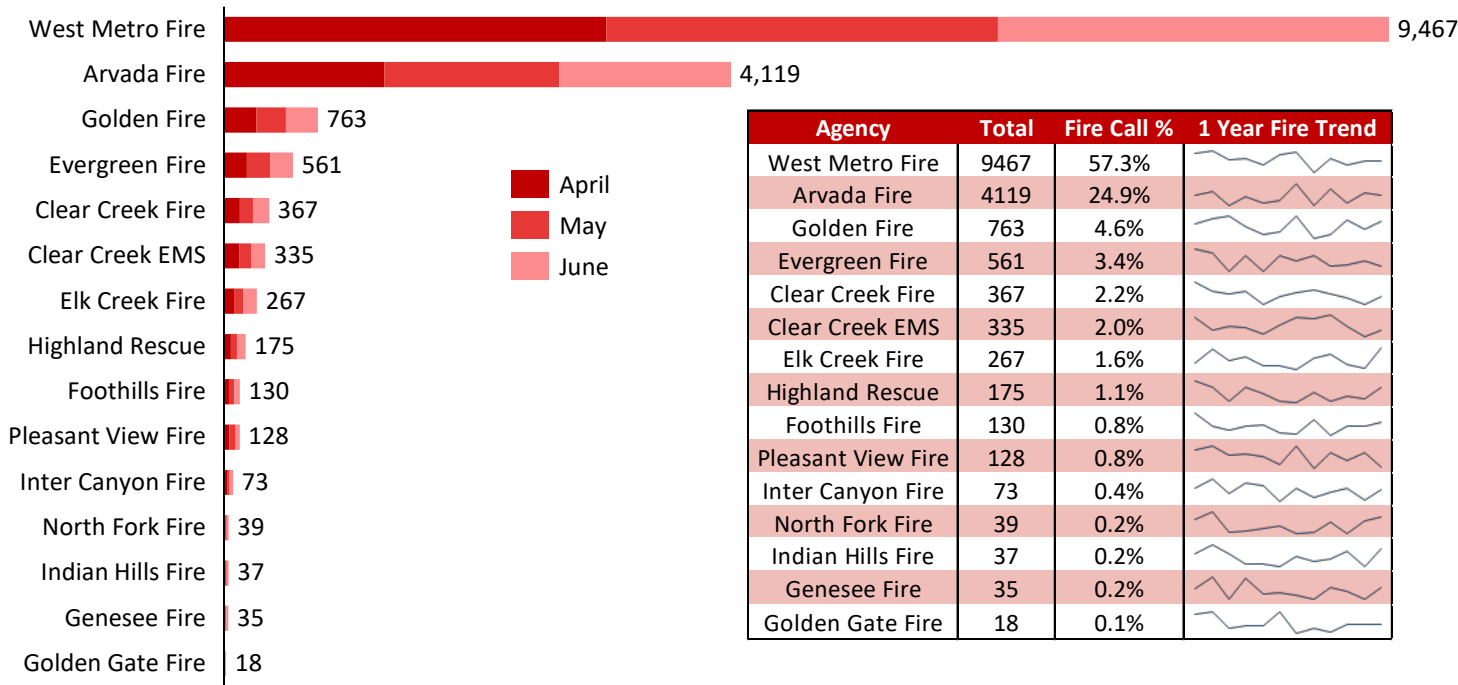 West Metro Fire 9,467
Arvada Fire 4,119
Golden Fire 763
Evergreen Fire 561
Clear Creek Fire 367
Clear Creek EMS 335
Elk Creek Fire 267
Highland Rescue 175
Foothills Fire 130
Pleasant View Fire 128
Inter Canyon Fire 73
North Fork Fire 39
Indian Hills Fire 37
Genesee Fire 35
Golden Gate Fire 18
April
May
June
Agency Total Fire Call % 1 Year Fire Trend
West Metro Fire 9467 57.3%
Arvada Fire 4119 24.9%
Golden Fire 763 4.6%
Evergreen Fire 561 3.4%
Clear Creek Fire 367 2.2%
Clear Creek EMS 335 2.0%
Elk Creek Fire 267 1.6%
Highland Rescue 175 1.1%
Foothills Fire 130 0.8%
Pleasant View Fire 128 0.8%
Inter Canyon Fire 73 0.4%
North Fork Fire 39 0.2%
Indian Hills Fire 37 0.2%
Genesee Fire 35 0.2%
Golden Gate Fire 18 0.1%